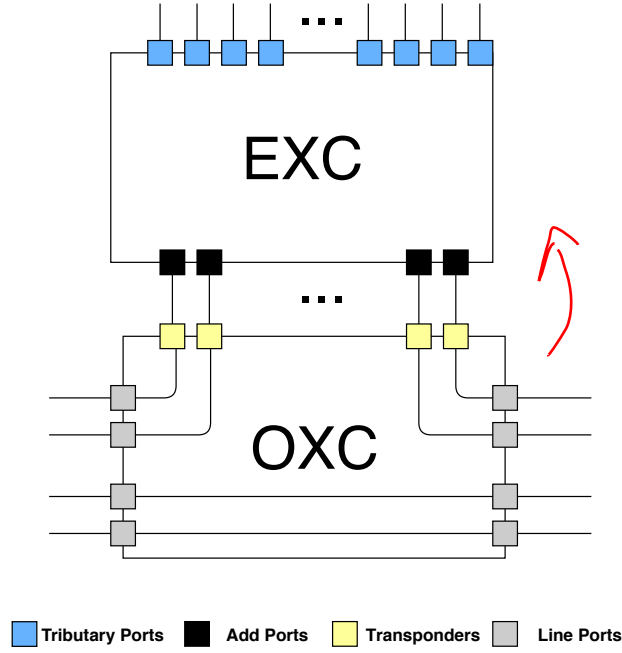 EXC
OXC
Tributary Ports
Add Ports
Transponders
Line Ports